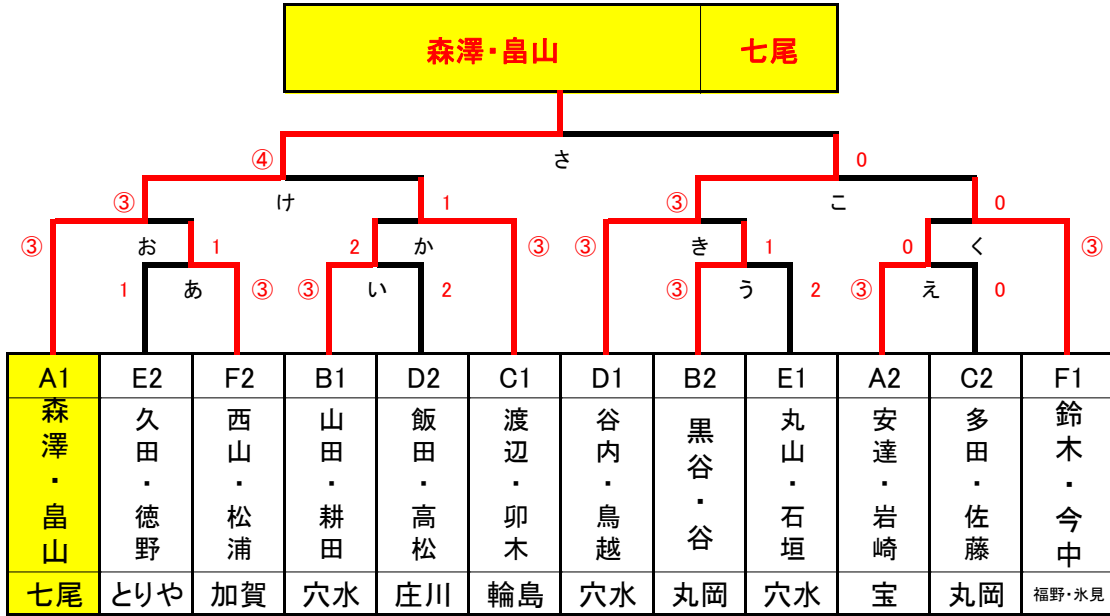 森澤・畠山 七尾
④ さ 0
③ け 1 ③ こ 0
③ お 1 2 か ③ ③ き 1 0 く ③
1 あ ③ ③ い 2 ③ う 2 ③ え 0
A1 E2 F2 B1 D2 C1 D1 B2 E1 A2 C2 F1
森澤・畠山 久田・徳野 西山・松浦 山田・耕田 飯田・高松 渡辺・卯木 谷内・鳥越 黒谷・谷 丸山・石垣 安達・岩崎 多田・佐藤 鈴木・今中
七尾 とりや 加賀 穴水 庄川 輪島 穴水 丸岡 穴水 宝 丸岡 福野・氷見